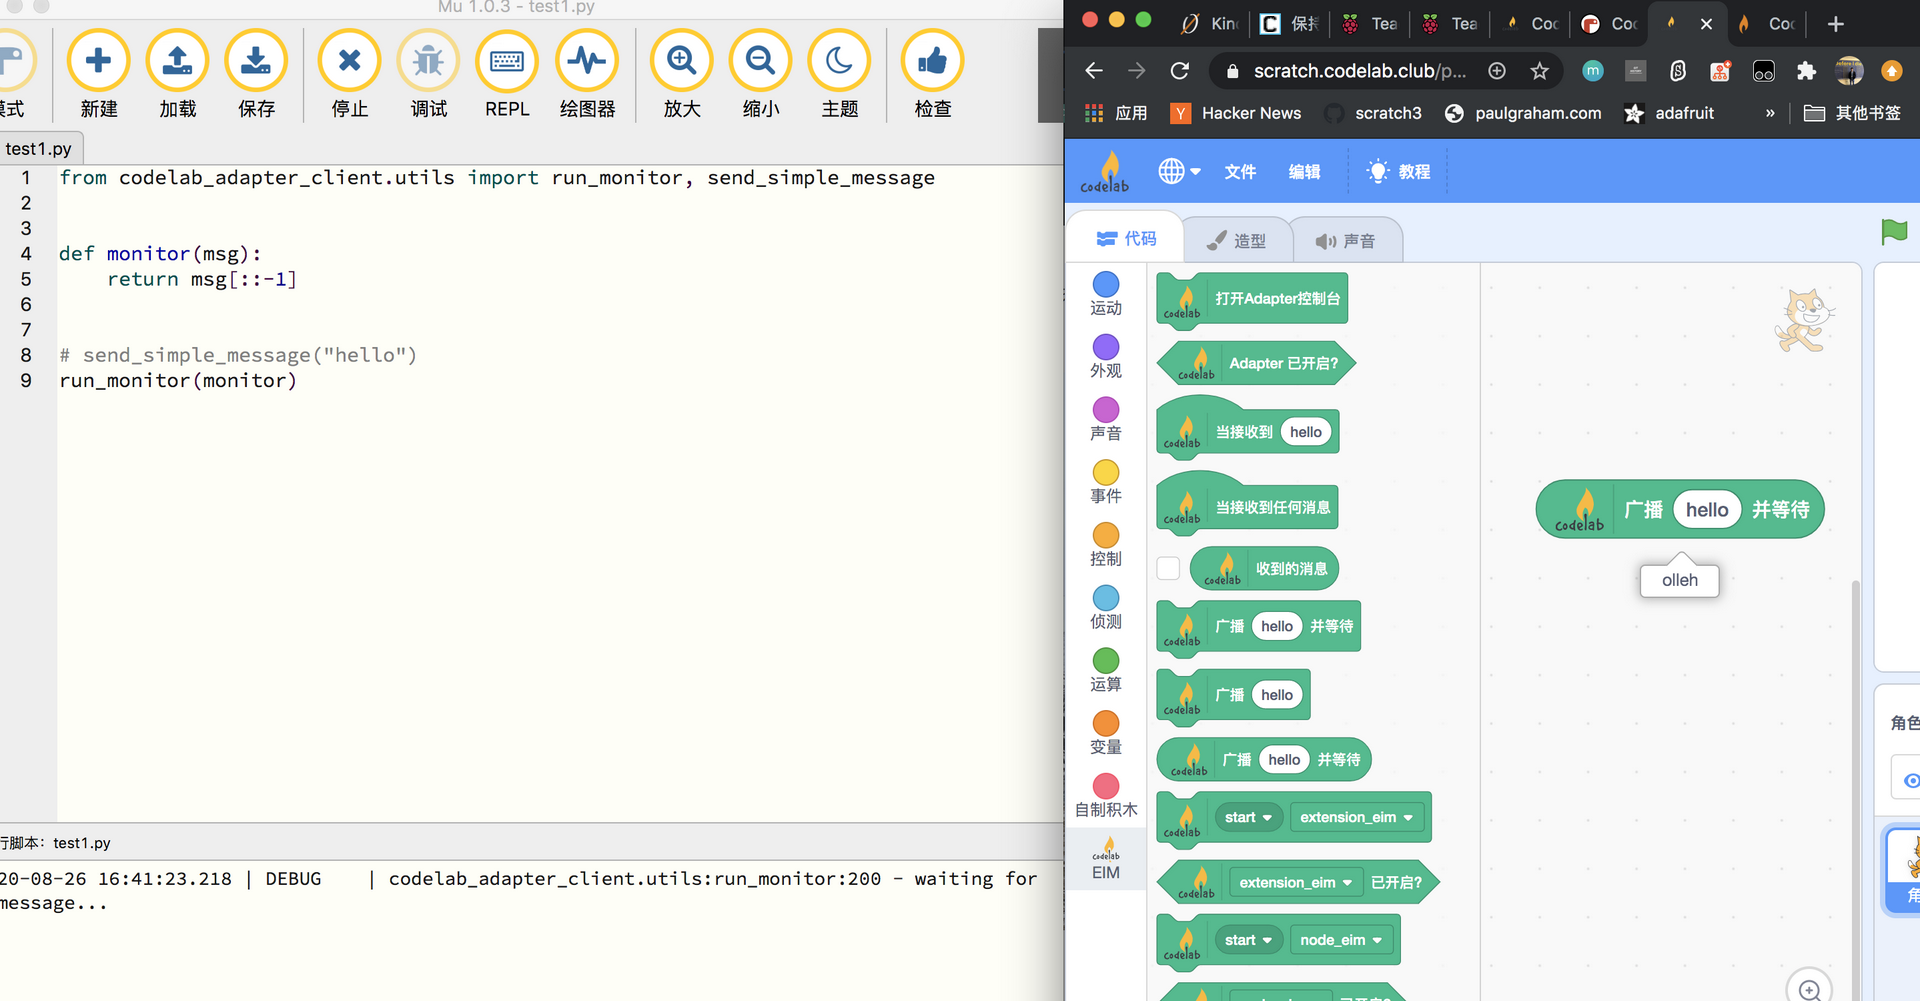 Mu 1.0.3 - test1.py
新建
加载
保存
停止
调试
REPL
绘图器
放大
缩小
主题
检查
test1.py
1 from codelab_adapter_client.utils import run_monitor, send_simple_message
2
3
4 def monitor(msg):
5 return msg[::-1]
6
7
8 # send_simple_message("hello")
9 run_monitor(monitor)
行脚本: test1.py
20-08-26 16:41:23.218 | DEBUG | codelab_adapter_client.utils:run_monitor:200 - waiting for
message...
Kin
保持
Tea
Tea
Coc
Coc
Coc
scratch.codelab.club/p...
应用
Hacker News
scratch3
paulgraham.com
adafruit
»
其他书签
codelab
文件
编辑
教程
代码
造型
声音
运动
外观
声音
事件
控制
侦测
运算
变量
自制积木
codelab
EIM
codelab 打开Adapter控制台
codelab Adapter 已开启?
codelab 当接收到 hello
codelab 当接收到任何消息
codelab 收到的消息
codelab 广播 hello 并等待
codelab 广播 hello
codelab 广播 hello 并等待
codelab start extension_eim
codelab extension_eim 已开启?
codelab start node_eim
已开启?
codelab 广播 hello 并等待
olleh
角色
角